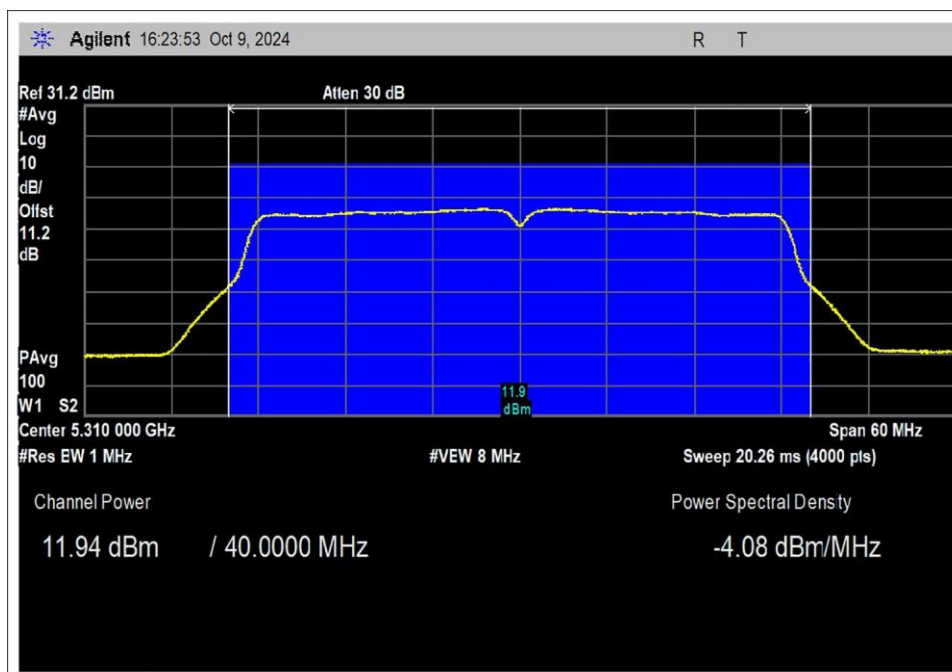 Agilent 16:23:53 Oct 9, 2024 R T
Ref 31.2 dBm Atten 30 dB
#Avg
Log
10
dB/
Offst
11.2
dB
PAvg
100
W1 S2
11.9
dBm
Center 5.310 000 GHz Span 60 MHz
#Res BW 1 MHz #VBW 8 MHz Sweep 20.26 ms (4000 pts)
Channel Power Power Spectral Density
11.94 dBm / 40.0000 MHz -4.08 dBm/MHz